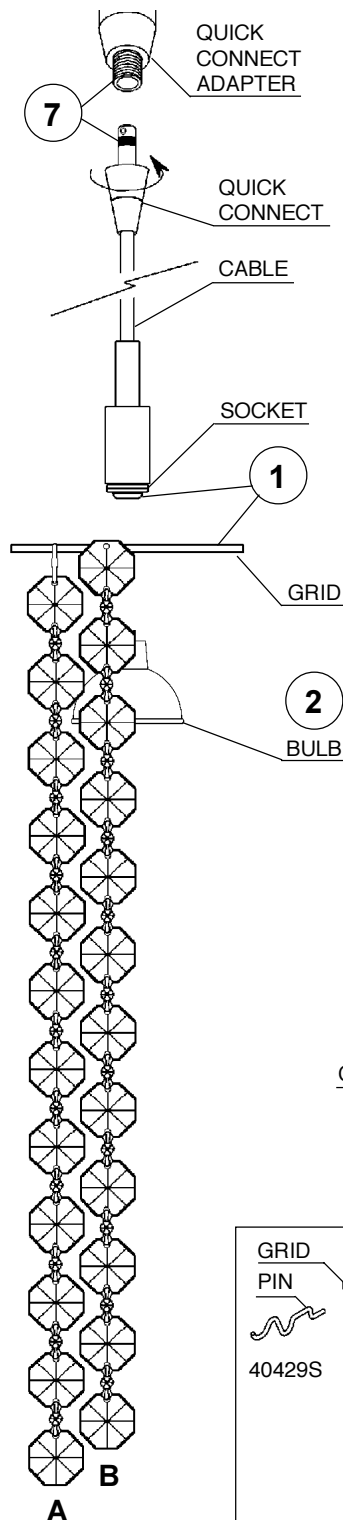 QUICK
CONNECT
ADAPTER
7
QUICK
CONNECT
CABLE
SOCKET
1
GRID
2
BULB
GRID
PIN
40429S
B
A